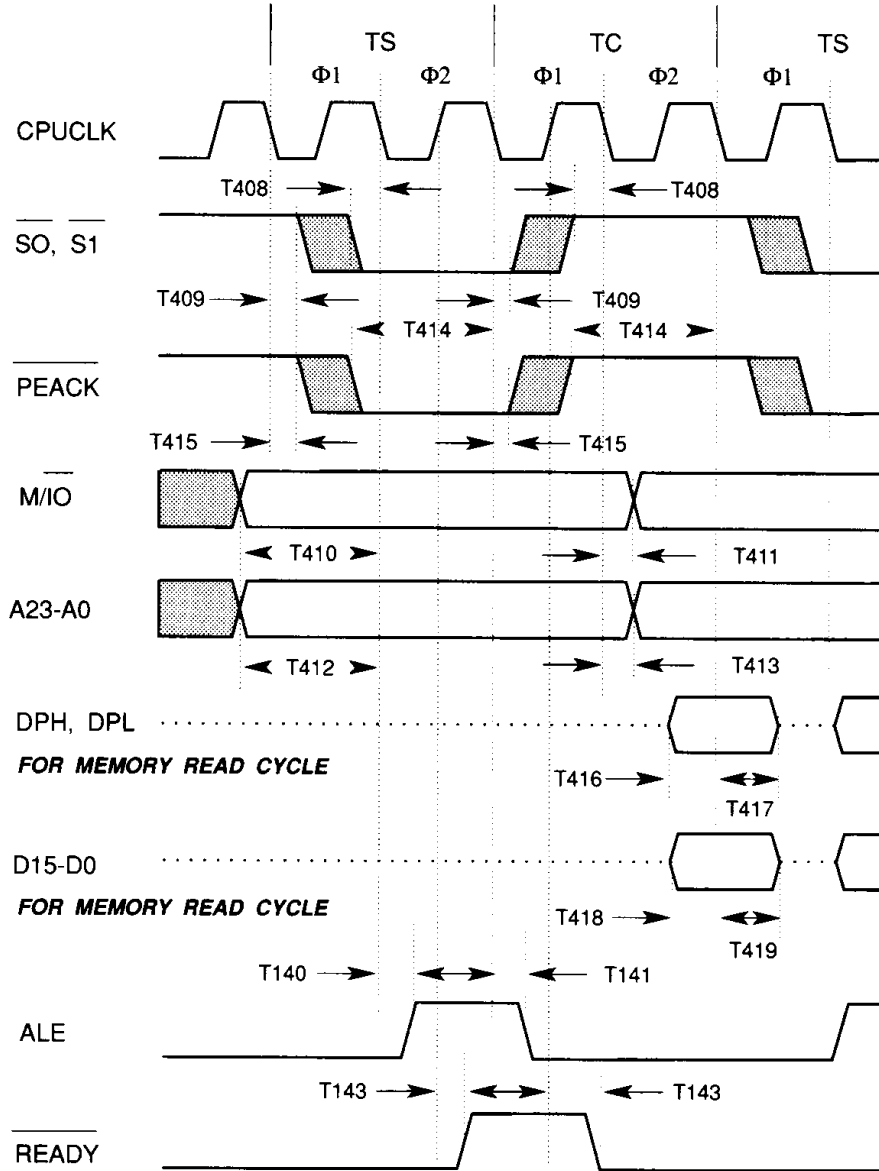 TS TC TS
Φ1 Φ2 Φ1 Φ2 Φ1
CPUCLK
T408 T408
SO, S1
T409 T409
T414 T414
PEACK
T415 T415
M/IO
T410 T411
A23-A0
T412 T413
DPH, DPL
FOR MEMORY READ CYCLE
T416
T417
D15-D0
FOR MEMORY READ CYCLE
T418
T419
T140 T141
ALE
T143 T143
READY